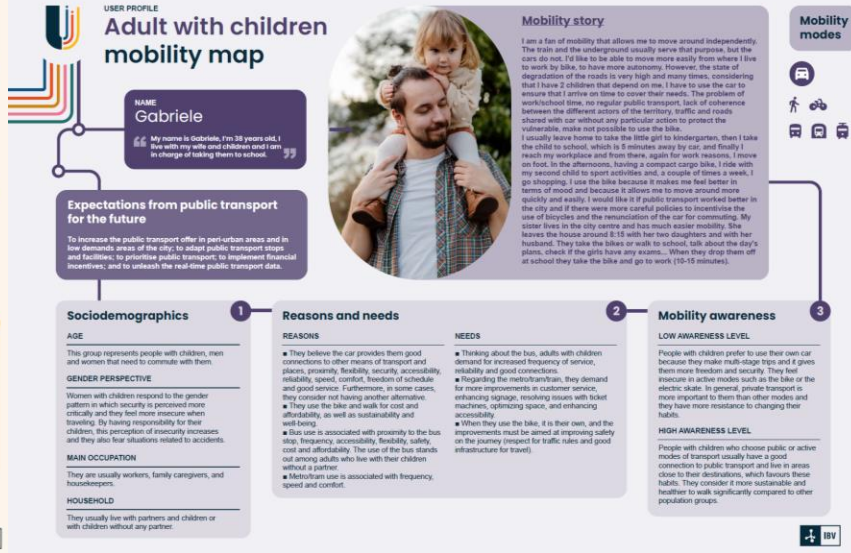 USER PROFILE
Adult with children
mobility map
NAME
Gabriele
“ My name is Gabriele, I'm 38 years old, I
live with my wife and children and I am
in charge of taking them to school. ”
Expectations from public transport
for the future
To increase the public transport offer in peri-urban areas and in
low demands areas of the city; to adapt public transport stops
and facilities; to prioritise public transport; to implement financial
incentives; and to unleash the real-time public transport data.
Mobility story
I am a fan of mobility that allows me to move around independently.
The train and the underground usually serve that purpose, but the
cars do not. I'd like to be able to move more easily from where I live
to work by bike, to have more autonomy. However, the state of
degradation of the roads is very high and many times, considering
that I have 2 children that depend on me, I have to use the car to
ensure that I arrive on time to cover their needs. The problem of
work/school time, no regular public transport, lack of coherence
between the different actors of the territory, traffic and roads
shared with car without any particular action to protect the
vulnerable, make not possible to use the bike.
I usually leave home to take the little girl to kindergarten, then I take
the child to school, which is 5 minutes away by car, and finally I
reach my workplace and from there, again for work reasons, I move
on foot. In the afternoons, having a compact cargo bike, I ride with
my second child to sport activities and, a couple of times a week, I
go shopping. I use the bike because it makes me feel better in
terms of mood and because it allows me to move around more
quickly and easily. I would like it if public transport worked better in
the city and if there were more careful policies to incentivise the
use of bicycles and the renunciation of the car for commuting. My
sister lives in the city centre and has much easier mobility. She
leaves the house around 8:15 with her two daughters and with her
husband. They take the bikes or walk to school, talk about the day's
plans, check if the girls have any exams... When they drop them off
at school they take the bike and go to work (10-15 minutes).
Mobility
modes
Sociodemographics
1
AGE
This group represents people with children, men
and women that need to commute with them.
GENDER PERSPECTIVE
Women with children respond to the gender
pattern in which security is perceived more
critically and they feel more insecure when
traveling. By having responsibility for their
children, this perception of insecurity increases
and they also fear situations related to accidents.
MAIN OCCUPATION
They are usually workers, family caregivers, and
housekeepers.
HOUSEHOLD
They usually live with partners and children or
with children without any partner.
Reasons and needs
2
REASONS
■ They believe the car provides them good
connections to other means of transport and
places, proximity, flexibility, security, accessibility,
reliability, speed, comfort, freedom of schedule
and good service. Furthermore, in some cases,
they consider not having another alternative.
■ They use the bike and walk for cost and
affordability, as well as sustainability and
well-being.
■ Bus use is associated with proximity to the bus
stop, frequency, accessibility, flexibility, safety,
cost and affordability. The use of the bus stands
out among adults who live with their children
without a partner.
■ Metro/tram use is associated with frequency,
speed and comfort.
NEEDS
■ Thinking about the bus, adults with children
demand for increased frequency of service,
reliability and good connections.
■ Regarding the metro/tram/train, they demand
for more improvements in customer service,
enhancing signage, resolving issues with ticket
machines, optimizing space, and enhancing
accessibility.
■ When they use the bike, it is their own, and the
improvements must be aimed at improving safety
on the journey (respect for traffic rules and good
infrastructure for travel).
Mobility awareness
3
LOW AWARENESS LEVEL
People with children prefer to use their own car
because they make multi-stage trips and it gives
them more freedom and security. They feel
insecure in active modes such as the bike or the
electric skate. In general, private transport is
more important to them than other modes and
they have more resistance to changing their
habits.
HIGH AWARENESS LEVEL
People with children who choose public or active
modes of transport usually have a good
connection to public transport and live in areas
close to their destinations, which favours these
habits. They consider it more sustainable and
healthier to walk significantly compared to other
population groups.
IBV